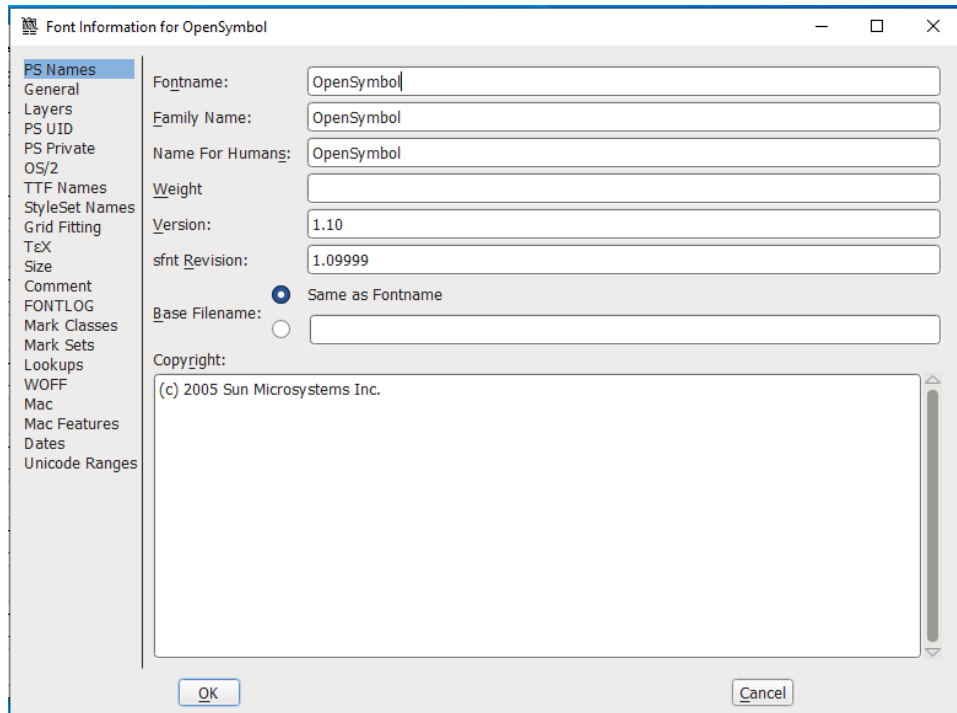 Font Information for OpenSymbol
PS Names
General
Layers
PS UID
PS Private
OS/2
TTF Names
StyleSet Names
Grid Fitting
TεX
Size
Comment
FONTLOG
Mark Classes
Mark Sets
Lookups
WOFF
Mac
Mac Features
Dates
Unicode Ranges
Fontname: OpenSymbol
Family Name: OpenSymbol
Name For Humans: OpenSymbol
Weight
Version: 1.10
sfnt Revision: 1.09999
Base Filename: Same as Fontname
Copyright:
(c) 2005 Sun Microsystems Inc.
OK Cancel